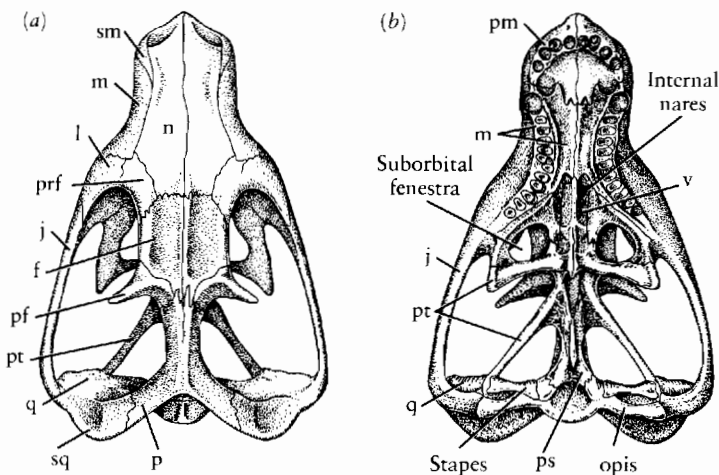 (a)
sm
m
l
n
prf
j
f
pf
pt
q
sq
p
(b)
pm
Internal
nares
m
Suborbital
fenestra
v
j
pt
q
Stapes
ps
opis